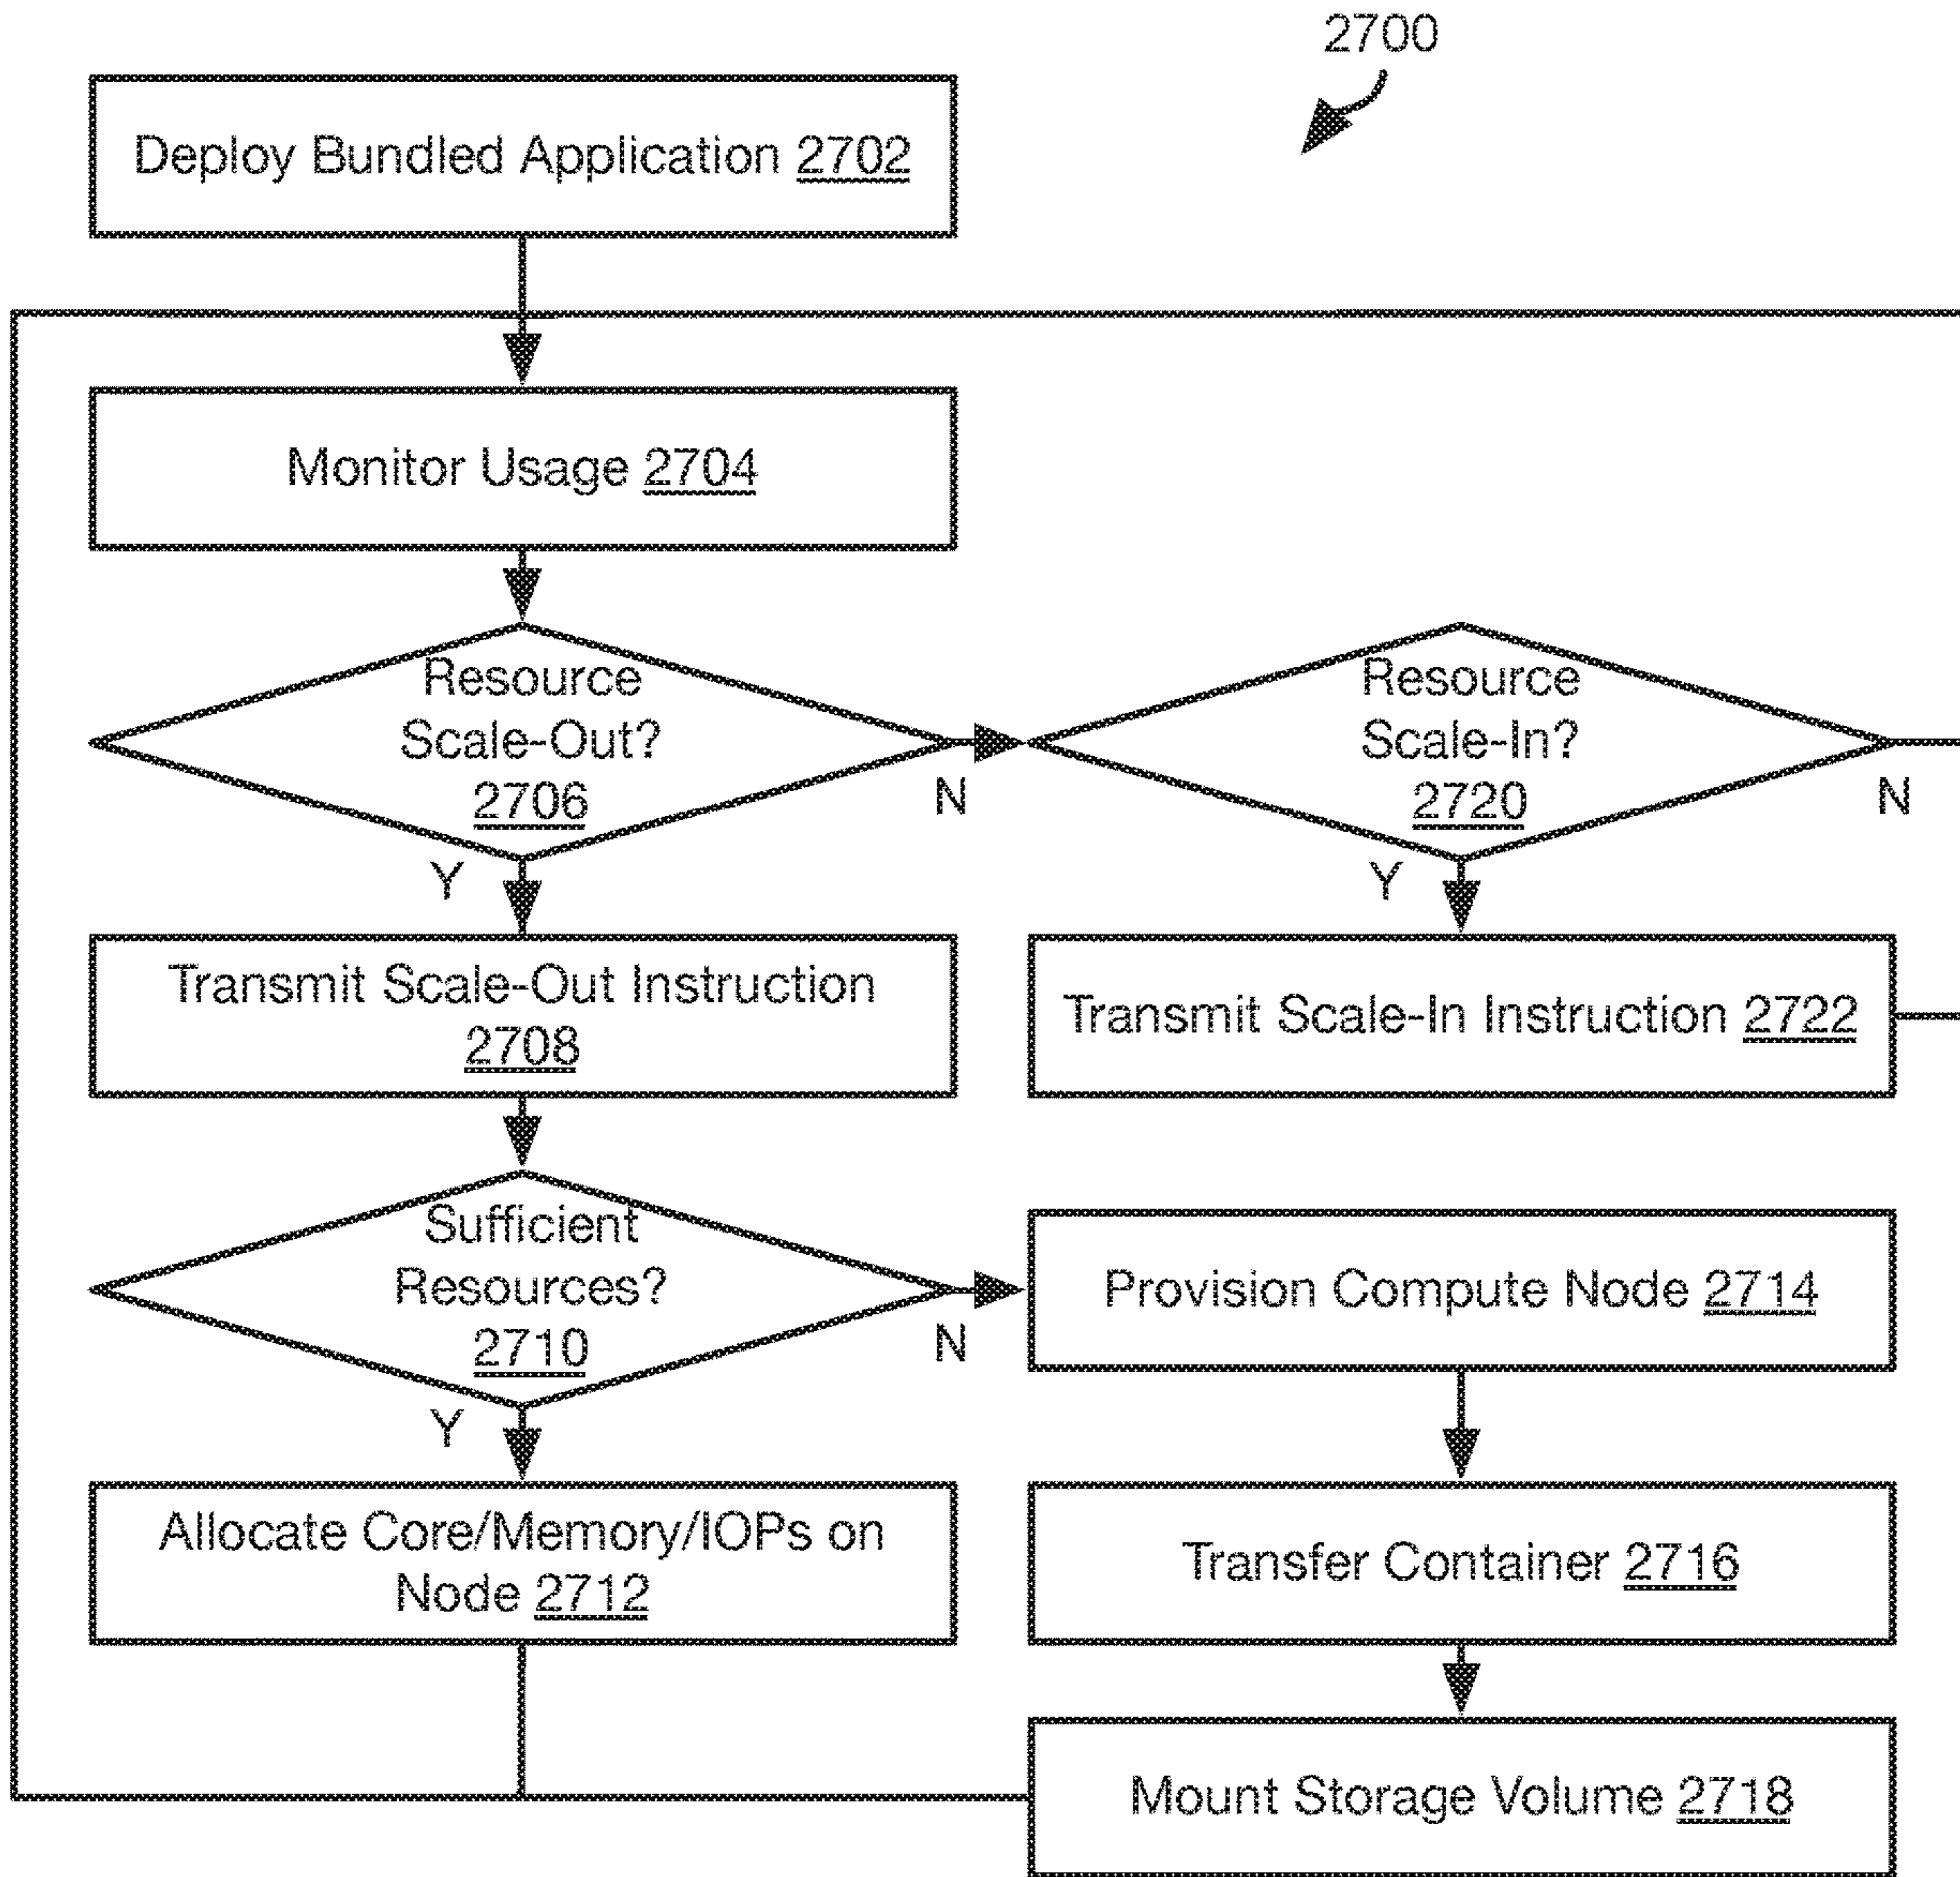 2700
Deploy Bundled Application 2702
Monitor Usage 2704
Resource
Scale-Out?
2706
N
Y
Resource
Scale-In?
2720
N
Y
Transmit Scale-Out Instruction
2708
Transmit Scale-In Instruction 2722
Sufficient
Resources?
2710
N
Y
Provision Compute Node 2714
Allocate Core/Memory/IOPs on
Node 2712
Transfer Container 2716
Mount Storage Volume 2718